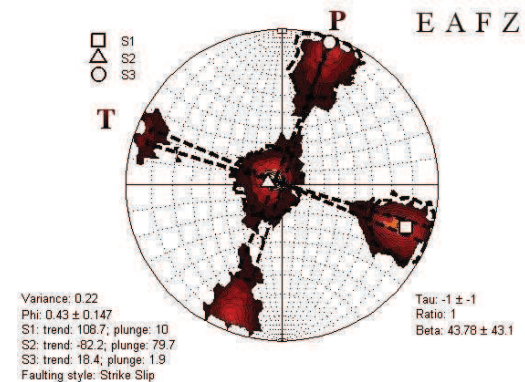 P
E A F Z
S1
S2
S3
T
Variance: 0.22
Phi: 0.43 ± 0.147
S1: trend: 108.7; plunge: 10
S2: trend: -82.2; plunge: 79.7
S3: trend: 18.4; plunge: 1.9
Faulting style: Strike Slip
Tau: -1 ± -1
Ratio: 1
Beta: 43.78 ± 43.1